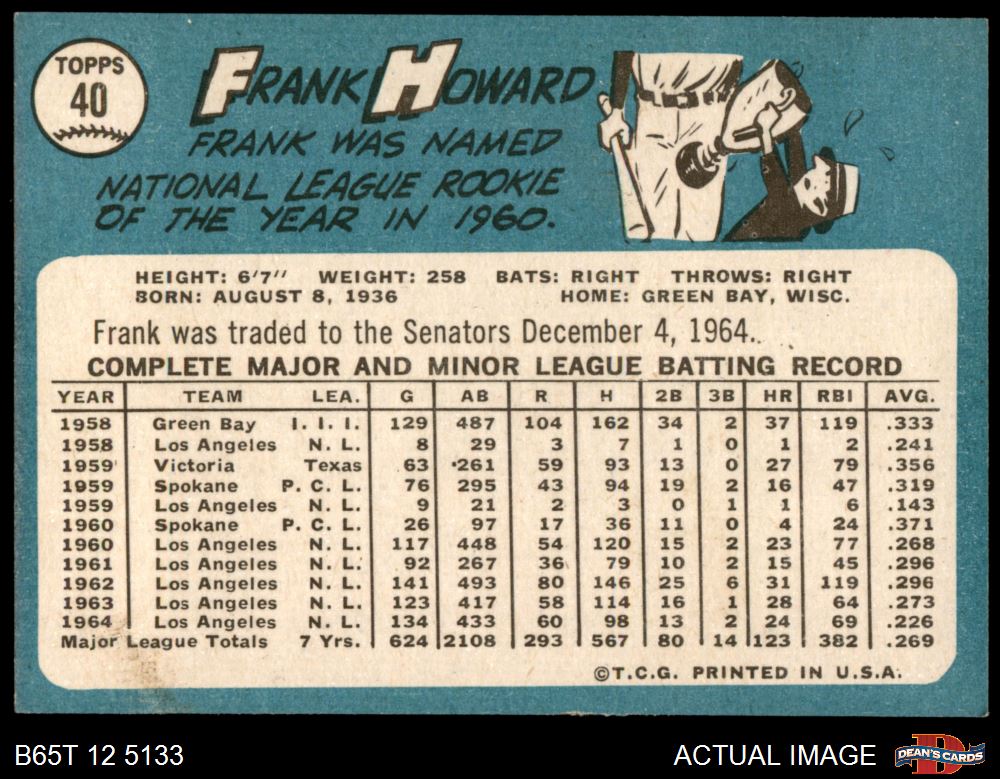 TOPPS
40
FRANK HOWARD
FRANK WAS NAMED
NATIONAL LEAGUE ROOKIE
OF THE YEAR IN 1960.
HEIGHT: 6'7" WEIGHT: 258 BATS: RIGHT THROWS: RIGHT
BORN: AUGUST 8, 1936 HOME: GREEN BAY, WISC.
Frank was traded to the Senators December 4, 1964.
COMPLETE MAJOR AND MINOR LEAGUE BATTING RECORD
YEAR TEAM LEA. G AB R H 2B 3B HR RBI AVG.
1958 Green Bay I. I. I. 129 487 104 162 34 2 37 119 .333
1958 Los Angeles N. L. 8 29 3 7 1 0 1 2 .241
1959 Victoria Texas 63 261 59 93 13 0 27 79 .356
1959 Spokane P. C. L. 76 295 43 94 19 2 16 47 .319
1959 Los Angeles N. L. 9 21 2 3 0 1 1 6 .143
1960 Spokane P. C. L. 26 97 17 36 11 0 4 24 .371
1960 Los Angeles N. L. 117 448 54 120 15 2 23 77 .268
1961 Los Angeles N. L. 92 267 36 79 10 2 15 45 .296
1962 Los Angeles N. L. 141 493 80 146 25 6 31 119 .296
1963 Los Angeles N. L. 123 417 58 114 16 1 28 64 .273
1964 Los Angeles N. L. 134 433 60 98 13 2 24 69 .226
Major League Totals 7 Yrs. 624 2108 293 567 80 14 123 382 .269
©T.C.G. PRINTED IN U.S.A.
B65T 12 5133 ACTUAL IMAGE DEAN'S CARDS